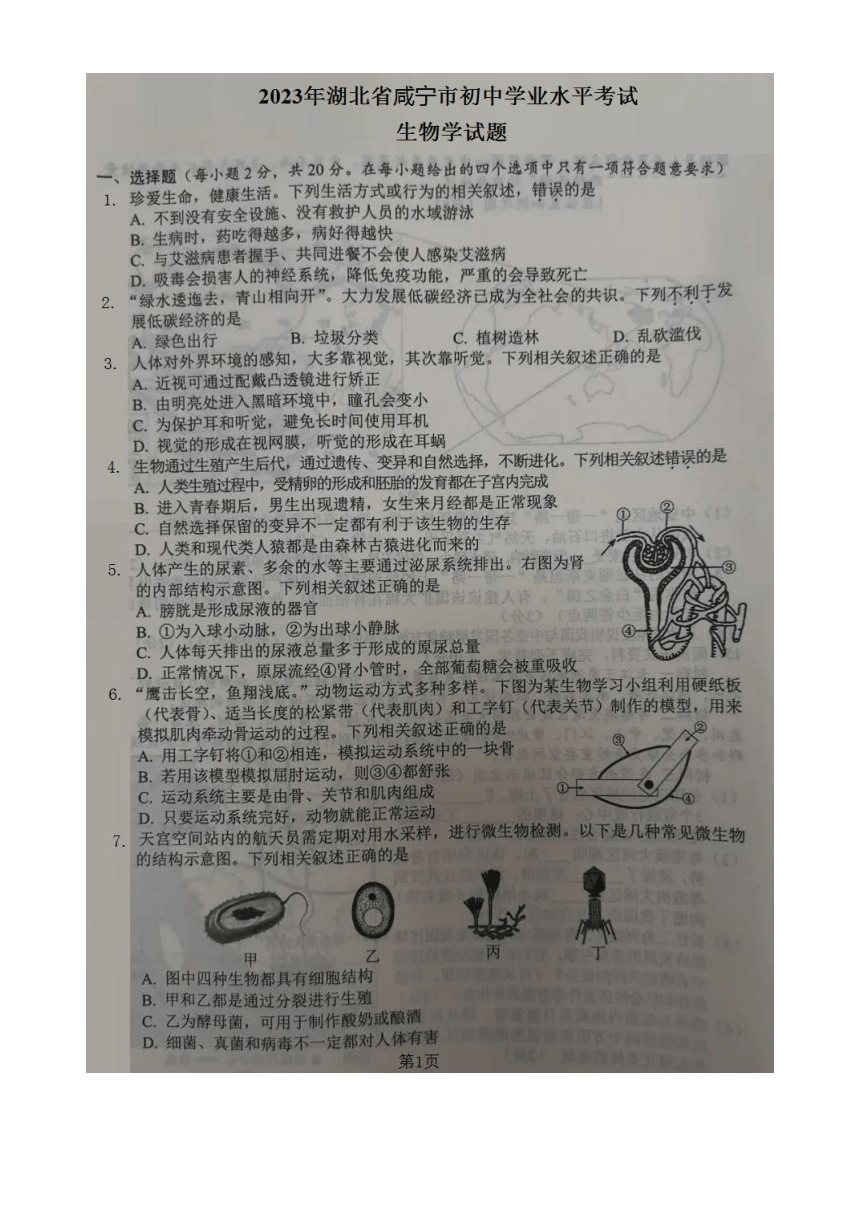 2023年湖北省咸宁市初中学业水平考试
生物学试题
一、选择题（每小题2分，共20分。在每小题给出的四个选项中只有一项符合题意要求）
1. 珍爱生命，健康生活。下列生活方式或行为的相关叙述，错误的是
A. 不到没有安全设施、没有救护人员的水域游泳
B. 生病时，药吃得越多，病好得越快
C. 与艾滋病患者握手、共同进餐不会使人感染艾滋病
D. 吸毒会损害人的神经系统，降低免疫功能，严重的会导致死亡
2. “绿水逶迤去，青山相向开”。大力发展低碳经济已成为全社会的共识。下列不利于发
展低碳经济的是
A. 绿色出行 B. 垃圾分类 C. 植树造林 D. 乱砍滥伐
3. 人体对外界环境的感知，大多靠视觉，其次靠听觉。下列相关叙述正确的是
A. 近视可通过配戴凸透镜进行矫正
B. 由明亮处进入黑暗环境中，瞳孔会变小
C. 为保护耳和听觉，避免长时间使用耳机
D. 视觉的形成在视网膜，听觉的形成在耳蜗
4. 生物通过生殖产生后代，通过遗传、变异和自然选择，不断进化。下列相关叙述错误的是
A. 人类生殖过程中，受精卵的形成和胚胎的发育都在子宫内完成
B. 进入青春期后，男生出现遗精，女生来月经都是正常现象
C. 自然选择保留的变异不一定都有利于该生物的生存
D. 人类和现代类人猿都是由森林古猿进化而来的
5. 人体产生的尿素、多余的水等主要通过泌尿系统排出。右图为肾
的内部结构示意图。下列相关叙述正确的是
A. 膀胱是形成尿液的器官
B. ①为入球小动脉，②为出球小静脉
C. 人体每天排出的尿液总量多于形成的原尿总量
D. 正常情况下，原尿流经④肾小管时，全部葡萄糖会被重吸收
① ② ③ ④
6. “鹰击长空，鱼翔浅底。”动物运动方式多种多样。下图为某生物学习小组利用硬纸板
（代表骨）、适当长度的松紧带（代表肌肉）和工字钉（代表关节）制作的模型，用来
模拟肌肉牵动骨运动的过程。下列相关叙述正确的是
A. 用工字钉将①和②相连，模拟运动系统中的一块骨
B. 若用该模型模拟屈肘运动，则③④都舒张
C. 运动系统主要是由骨、关节和肌肉组成
D. 只要运动系统完好，动物就能正常运动
① ② ③ ④
7. 天宫空间站内的航天员需定期对用水采样，进行微生物检测。以下是几种常见微生物
的结构示意图。下列相关叙述正确的是
甲 乙 丙 丁
A. 图中四种生物都具有细胞结构
B. 甲和乙都是通过分裂进行生殖
C. 乙为酵母菌，可用于制作酸奶或酿酒
D. 细菌、真菌和病毒不一定都对人体有害
第1页